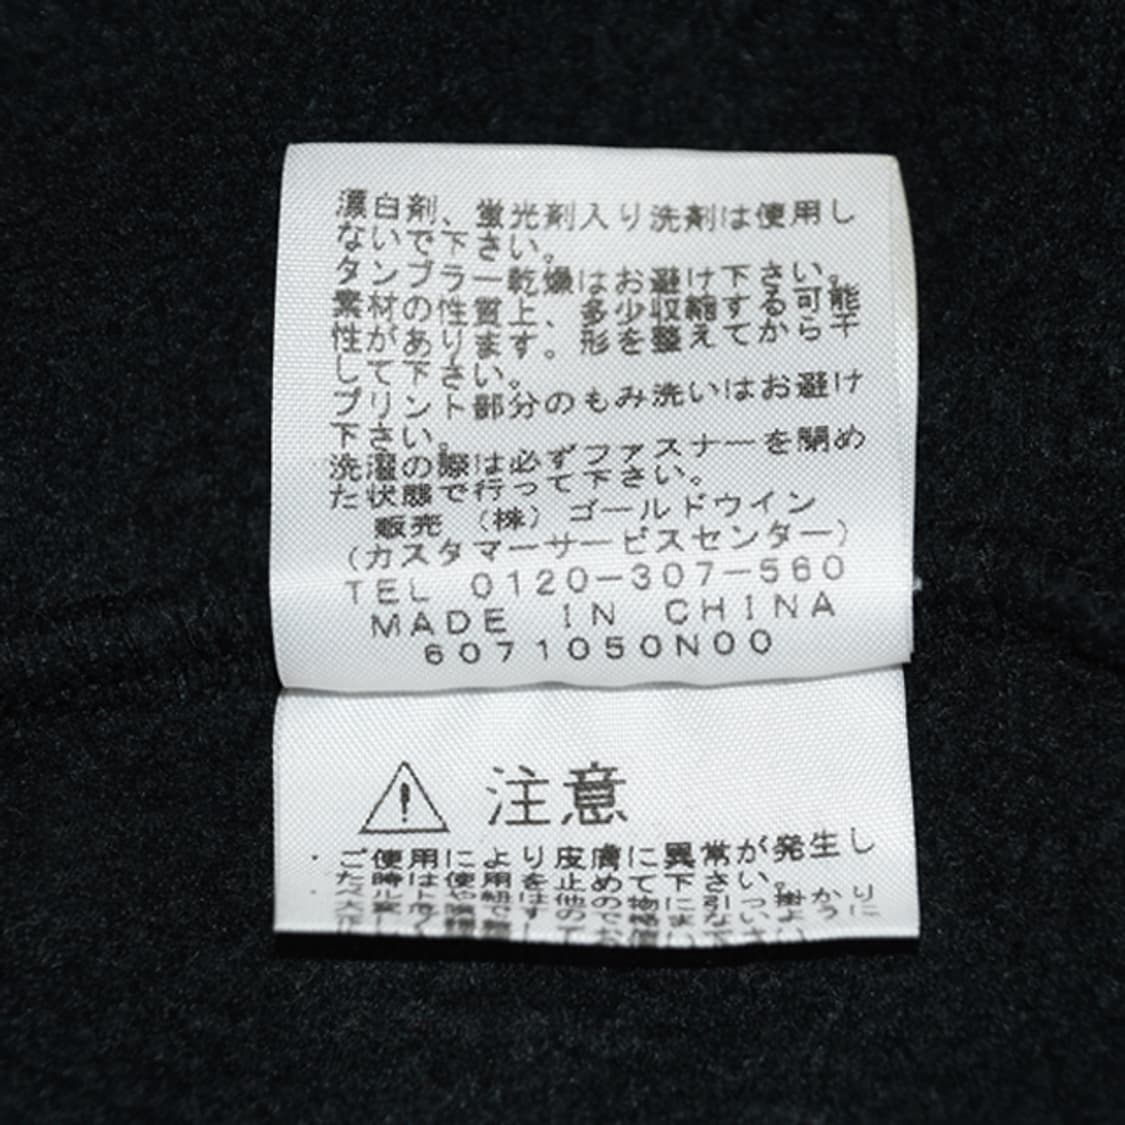 漂白剤、蛍光剤入り洗剤は使用し
ないで下さい。
タンブラー乾燥はお避け下さい。
素材の性質上、多少収縮する可能
性があります。形を整えてから干
して下さい。
プリント部分のもみ洗いはお避け
下さい。
洗濯の際は必ずファスナーを閉め
た状態で行って下さい。
販売 (株) ゴールドウイン
(カスタマーサービスセンター)
TEL 0120-307-560
MADE IN CHINA
6071050N00
⚠ 注意
・ご使用により皮膚に異常が発生し
た時は使用を止めて下さい。